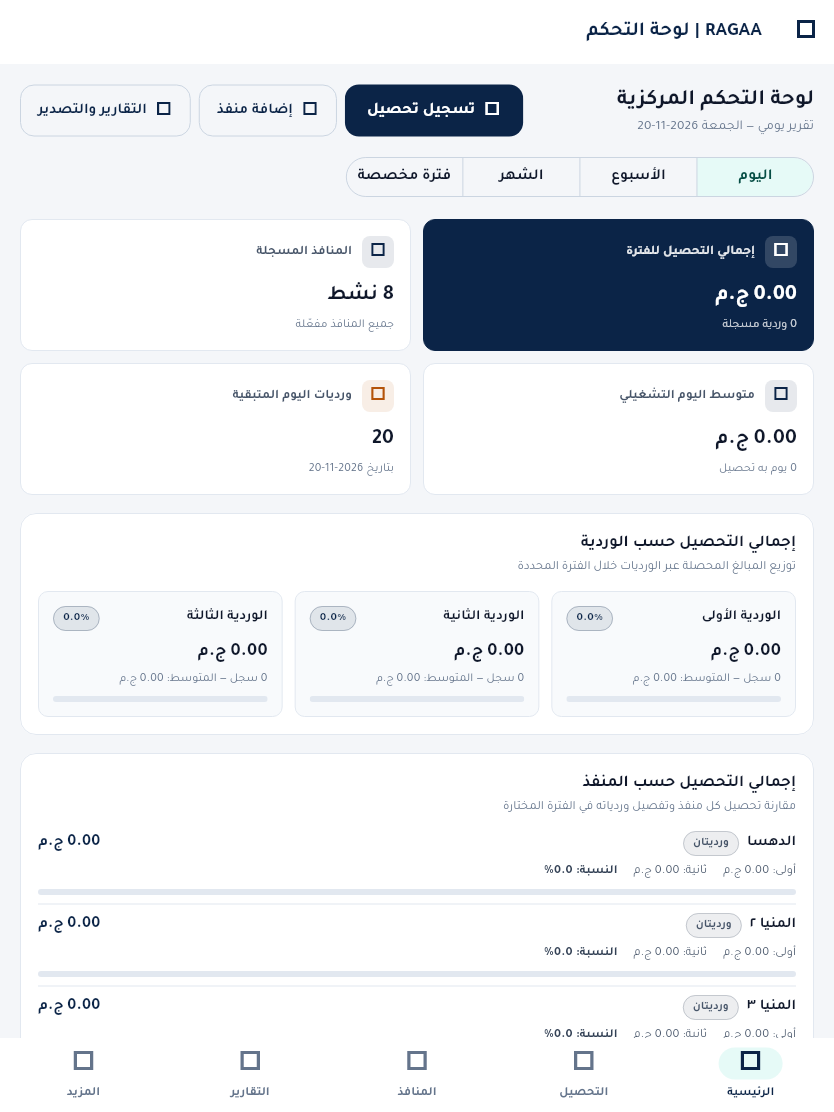 RAGAA | لوحة التحكم
لوحة التحكم المركزية
تقرير يومي – الجمعة 2026-11-20
تسجيل تحصيل
إضافة منفذ
التقارير والتصدير
اليوم
الأسبوع
الشهر
فترة مخصصة
إجمالي التحصيل للفترة
0.00 ج.م
0 وردية مسجلة
المنافذ المسجلة
8 نشط
جميع المنافذ مفعّلة
متوسط اليوم التشغيلي
0.00 ج.م
0 يوم به تحصيل
ورديات اليوم المتبقية
20
بتاريخ 2026-11-20
إجمالي التحصيل حسب الوردية
توزيع المبالغ المحصلة عبر الورديات خلال الفترة المحددة
الوردية الأولى 0.0%
0.00 ج.م
0 سجل – المتوسط: 0.00 ج.م
الوردية الثانية 0.0%
0.00 ج.م
0 سجل – المتوسط: 0.00 ج.م
الوردية الثالثة 0.0%
0.00 ج.م
0 سجل – المتوسط: 0.00 ج.م
إجمالي التحصيل حسب المنفذ
مقارنة تحصيل كل منفذ وتفصيل وردياته في الفترة المختارة
الدهسا ورديتان 0.00 ج.م
أولى: 0.00 ج.م ثانية: 0.00 ج.م النسبة: 0.0%
المنيا ٢ ورديتان 0.00 ج.م
أولى: 0.00 ج.م ثانية: 0.00 ج.م النسبة: 0.0%
المنيا ٣ ورديتان 0.00 ج.م
أولى: 0.00 ج.م ثانية: 0.00 ج.م النسبة: 0.0%
الرئيسية
التحصيل
المنافذ
التقارير
المزيد